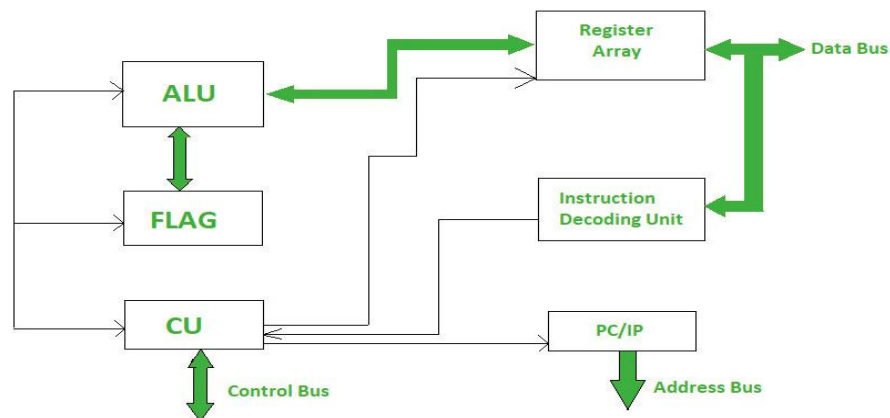 Register
Array
Data Bus
ALU
FLAG
Instruction
Decoding Unit
CU
PC/IP
Control Bus
Address Bus